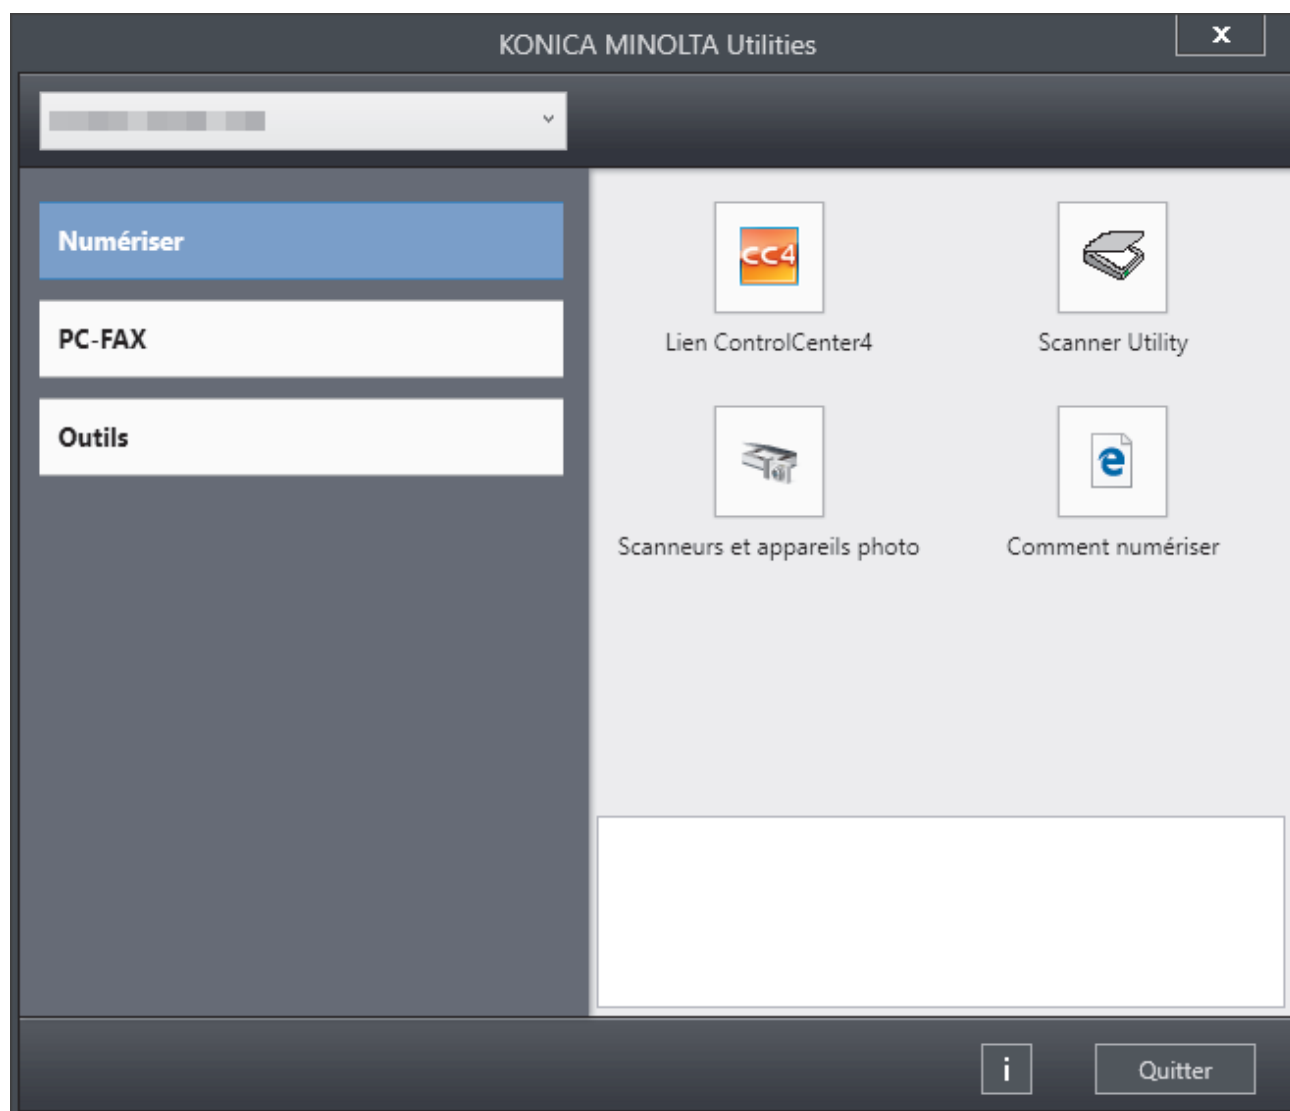 KONICA MINOLTA Utilities
x
Numériser
PC-FAX
Outils
CC4
Lien ControlCenter4
Scanner Utility
e
Scanneurs et appareils photo
Comment numériser
i
Quitter